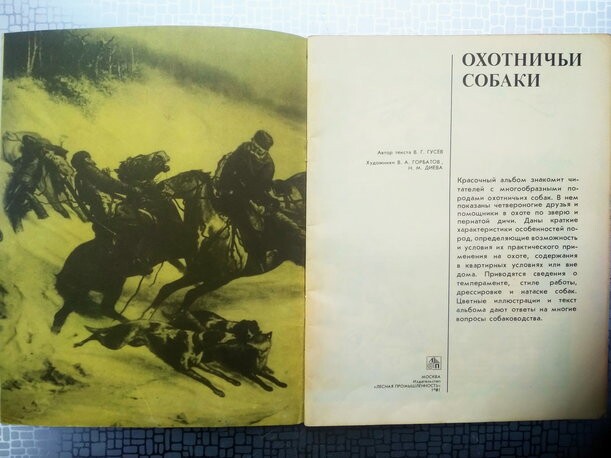 ОХОТНИЧЬИ
СОБАКИ
Автор текста В. Г. ГУСЕВ
Художники В. А. ГОРБАТОВ,
Н. М. ДИЕВА
Красочный альбом знакомит чи-
тателей с многообразными по-
родами охотничьих собак. В нем
показаны четвероногие друзья и
помощники в охоте по зверю и
пернатой дичи. Даны краткие
характеристики особенностей по-
род, определяющие возможность
и условия их практического при-
менения на охоте, содержания
в квартирных условиях или вне
дома. Приводятся сведения о
темпераменте, стиле работы,
дрессировке и натаске собак.
Цветные иллюстрации и текст
альбома дают ответы на многие
вопросы собаководства.
МОСКВА
Издательство
«ЛЕСНАЯ ПРОМЫШЛЕННОСТЬ»